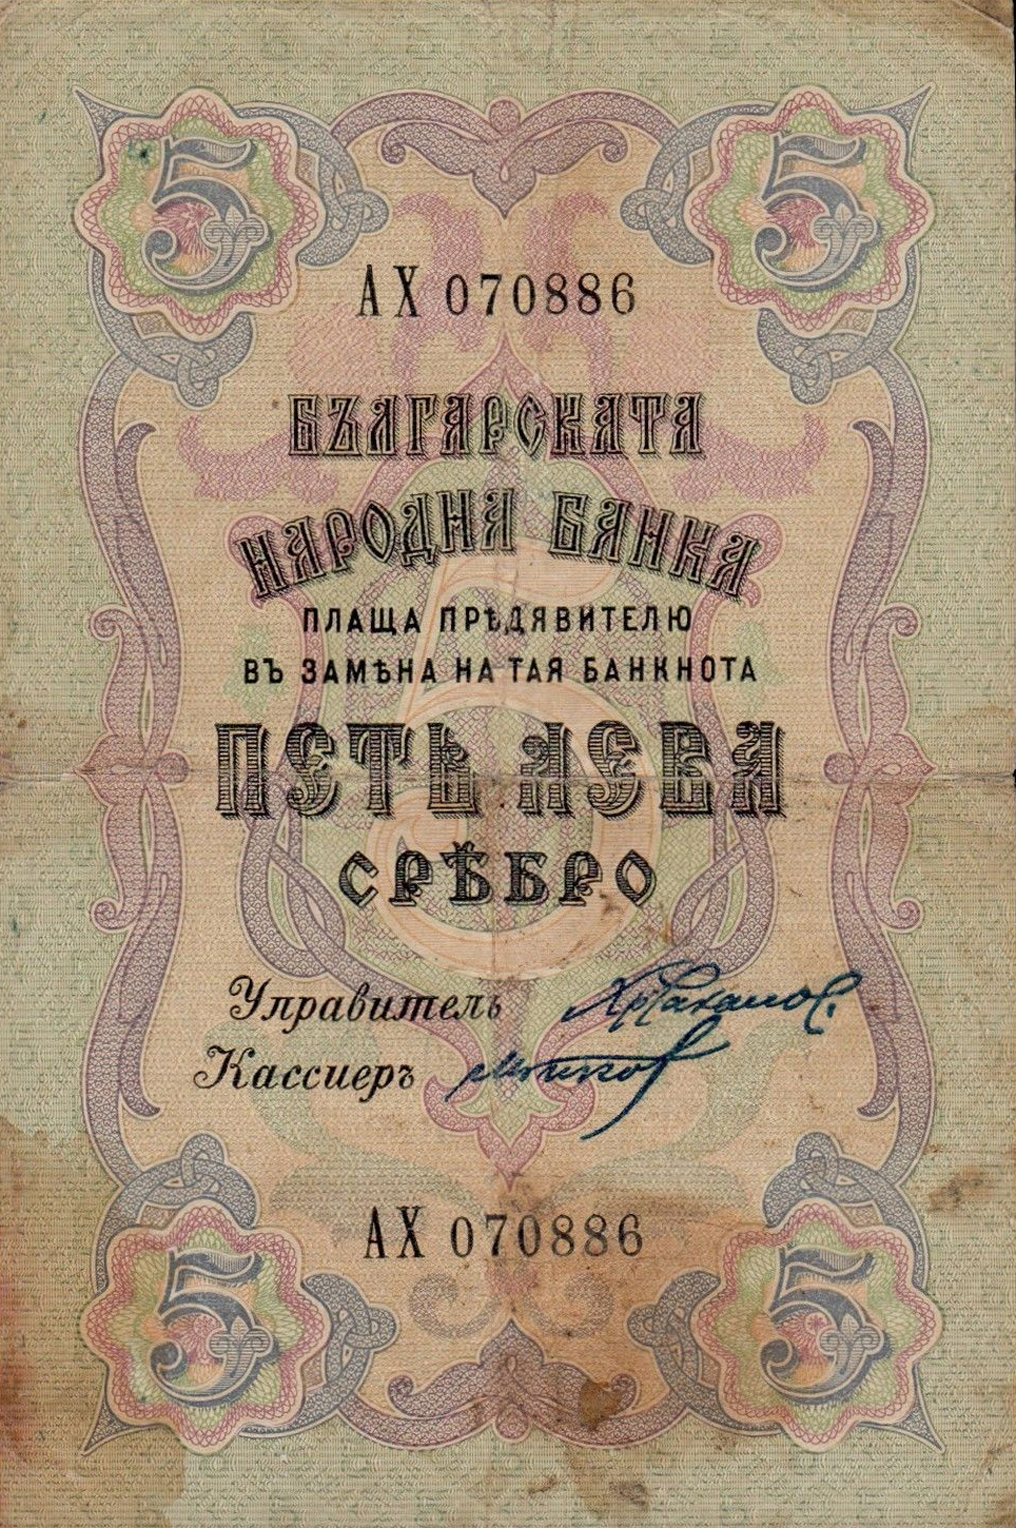 5 5
АХ 070886
БЪЛГАРСКАТА
НАРОДНА БАНКА
ПЛАЩА ПРѢДЯВИТЕЛЮ
ВЪ ЗАМѢНА НА ТАЯ БАНКНОТА
ПЕТЬ ЛЕВА
СРѢБРО
5
Управитель
Кассиеръ
АХ 070886
5 5